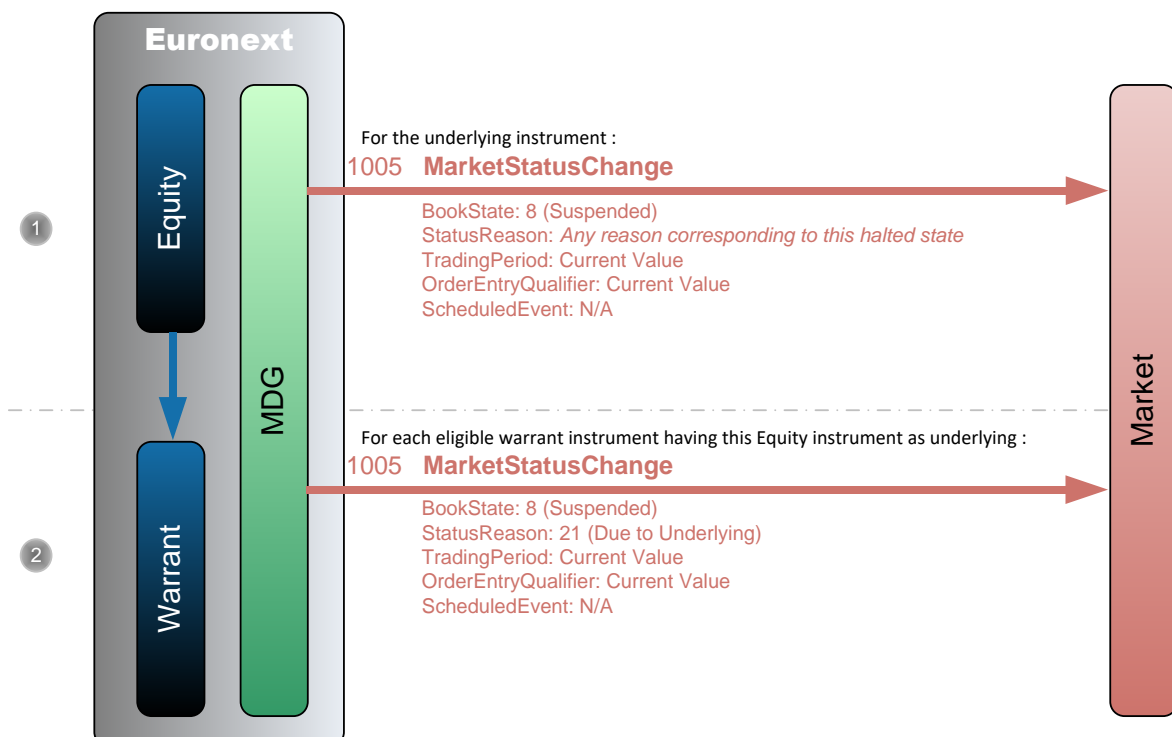 Euronext
Equity
MDG
Market
1
For the underlying instrument :
1005 MarketStatusChange
BookState: 8 (Suspended)
StatusReason: Any reason corresponding to this halted state
TradingPeriod: Current Value
OrderEntryQualifier: Current Value
ScheduledEvent: N/A
Warrant
2
For each eligible warrant instrument having this Equity instrument as underlying :
1005 MarketStatusChange
BookState: 8 (Suspended)
StatusReason: 21 (Due to Underlying)
TradingPeriod: Current Value
OrderEntryQualifier: Current Value
ScheduledEvent: N/A